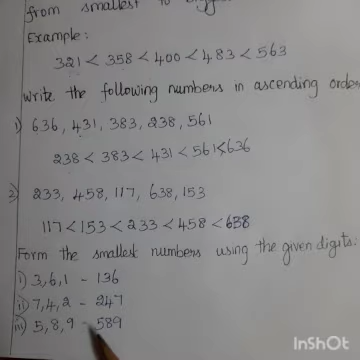 from smallest to bigg
Example:
321 < 358 < 400 < 483 < 563
Write the following numbers in ascending order
1) 636, 431, 383, 238, 561
238 < 383 < 431 < 561 < 636
2) 233, 458, 117, 638, 153
117 < 153 < 233 < 458 < 638
Form the smallest numbers using the given digits:
i) 3, 6, 1 - 136
ii) 7, 4, 2 - 247
iii) 5, 8, 9 - 589
InShOt